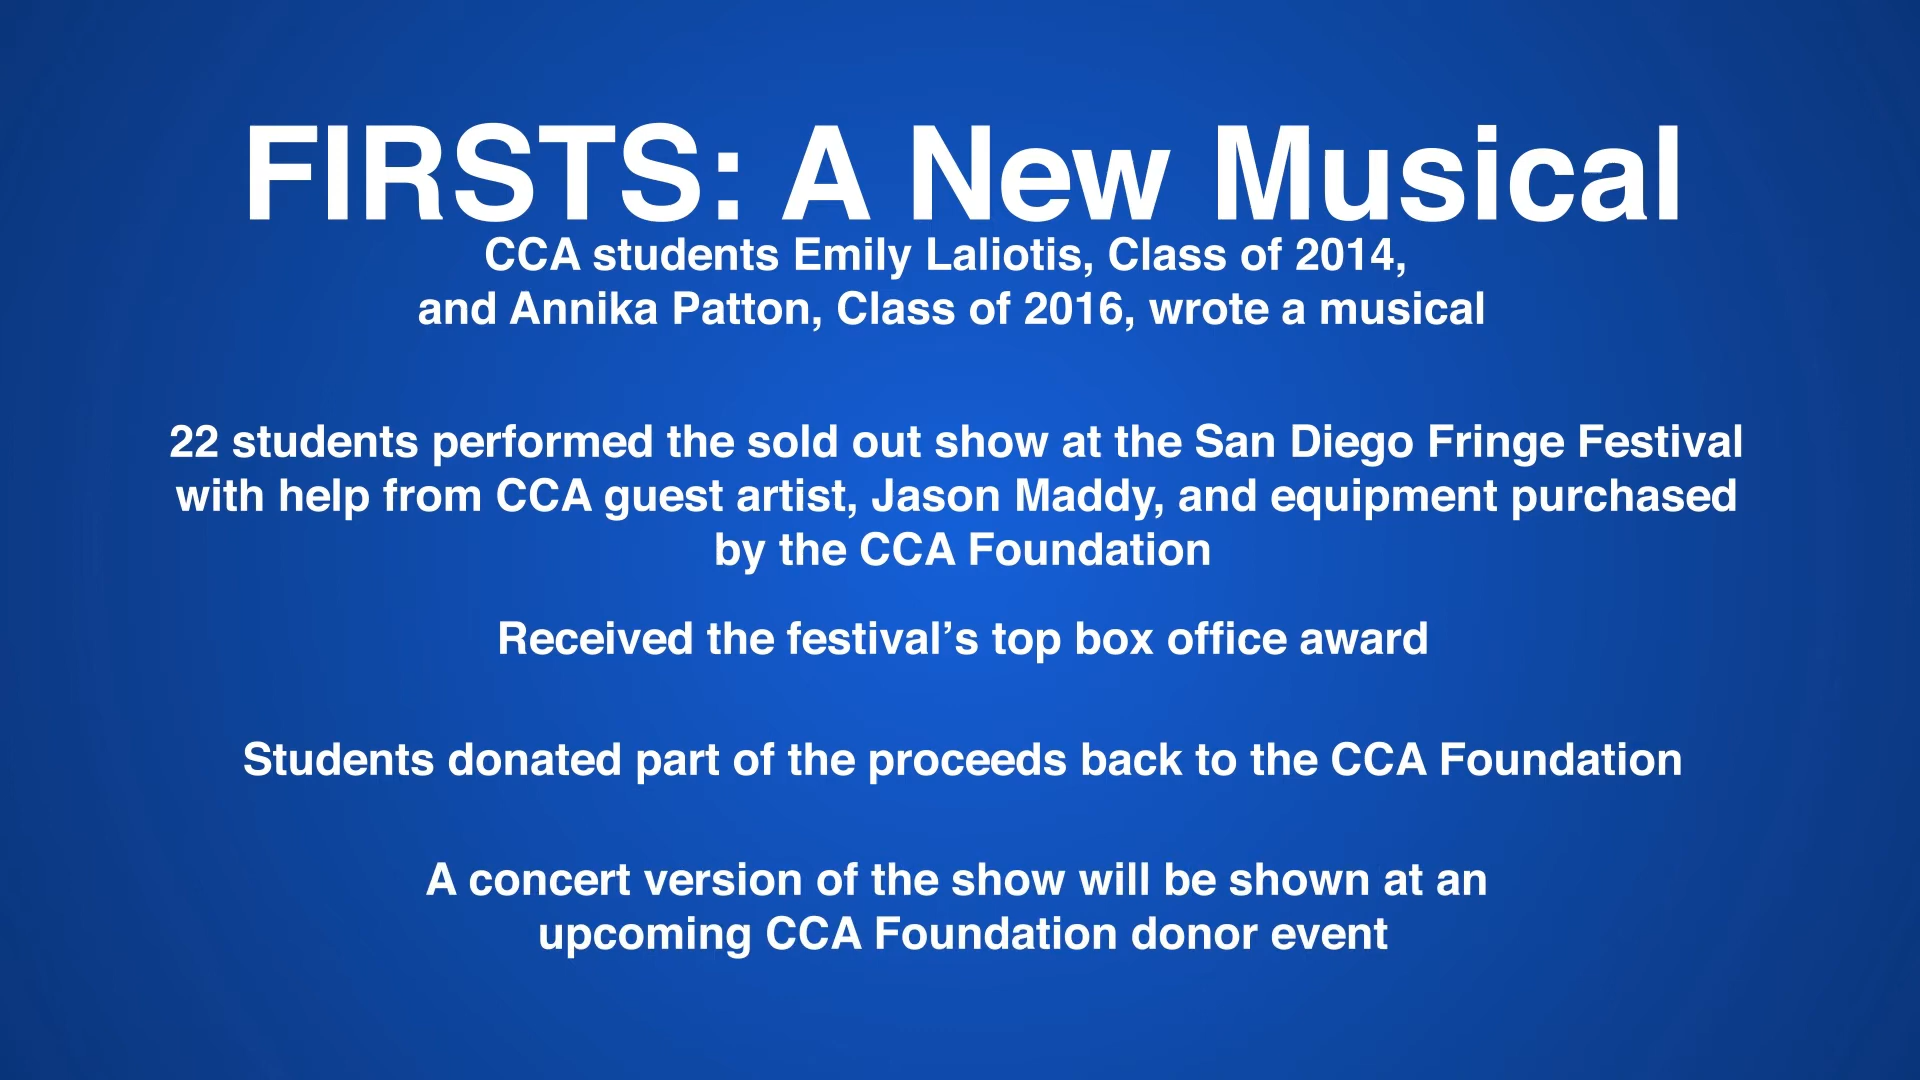 FIRSTS: A New Musical
CCA students Emily Laliotis, Class of 2014,
and Annika Patton, Class of 2016, wrote a musical
22 students performed the sold out show at the San Diego Fringe Festival
with help from CCA guest artist, Jason Maddy, and equipment purchased
by the CCA Foundation
Received the festival’s top box office award
Students donated part of the proceeds back to the CCA Foundation
A concert version of the show will be shown at an
upcoming CCA Foundation donor event